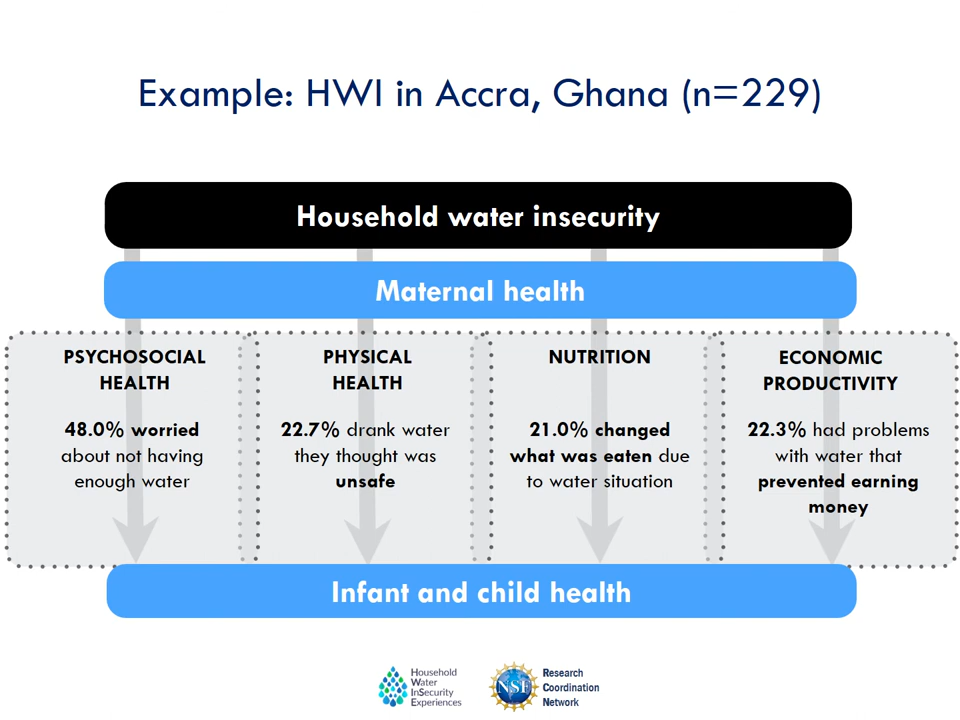 Example: HWI in Accra, Ghana (n=229)
Household water insecurity
Maternal health
PSYCHOSOCIAL
HEALTH
48.0% worried
about not having
enough water
PHYSICAL
HEALTH
22.7% drank water
they thought was
unsafe
NUTRITION
21.0% changed
what was eaten due
to water situation
ECONOMIC
PRODUCTIVITY
22.3% had problems
with water that
prevented earning
money
Infant and child health
Household
Water
InSecurity
Experiences
NSF
Research
Coordination
Network